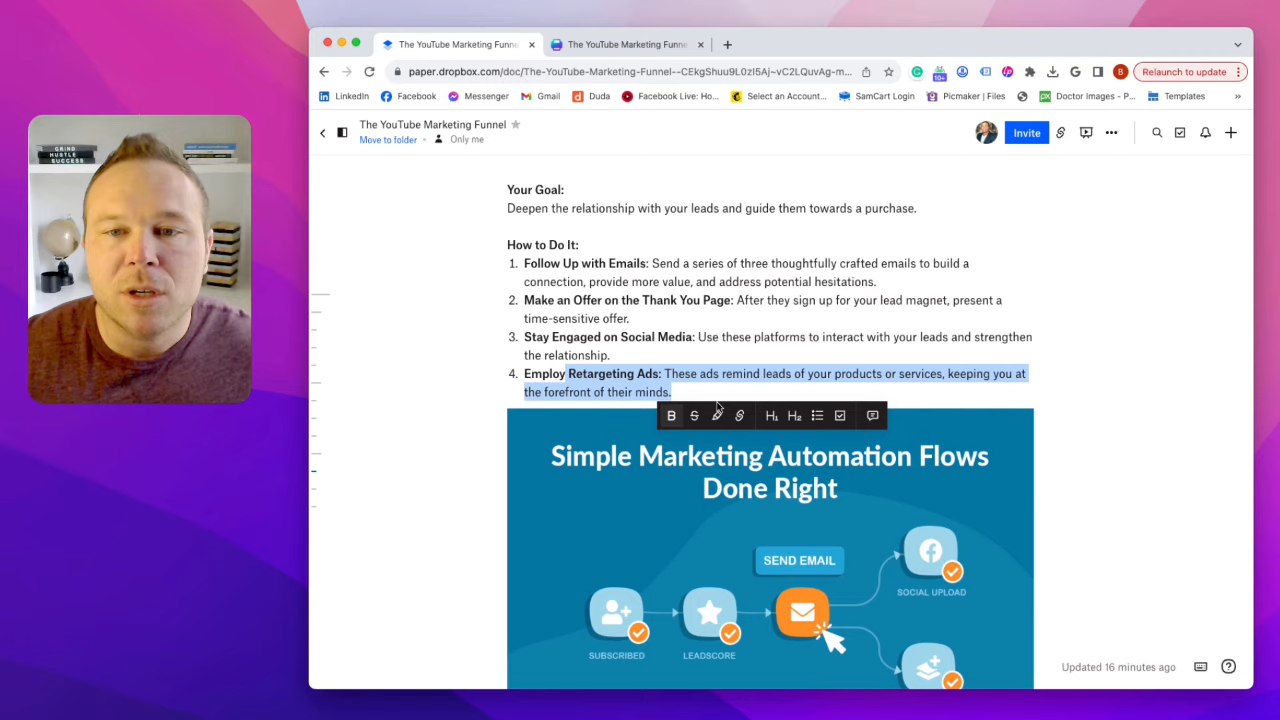 The YouTube Marketing Funn
The YouTube Marketing Funne
paper.dropbox.com/doc/The-YouTube-Marketing-Funnel--CEkgShuu9L0zI5Aj~vC2LQuvAg-m...
10+
B
Relaunch to update
LinkedIn
Facebook
Messenger
Gmail
Duda
Facebook Live: Ho...
Select an Account...
SamCart Login
Picmaker | Files
Doctor Images - P...
Templates
»
The YouTube Marketing Funnel
Move to folder
Only me
Invite
GRIND
HUSTLE
SUCCESS
Your Goal:
Deepen the relationship with your leads and guide them towards a purchase.
How to Do It:
1. Follow Up with Emails: Send a series of three thoughtfully crafted emails to build a
connection, provide more value, and address potential hesitations.
2. Make an Offer on the Thank You Page: After they sign up for your lead magnet, present a
time-sensitive offer.
3. Stay Engaged on Social Media: Use these platforms to interact with your leads and strengthen
the relationship.
4. Employ Retargeting Ads: These ads remind leads of your products or services, keeping you at
the forefront of their minds.
B S H1 H2
Simple Marketing Automation Flows
Done Right
SEND EMAIL
SOCIAL UPLOAD
SUBSCRIBED
LEADSCORE
Updated 16 minutes ago